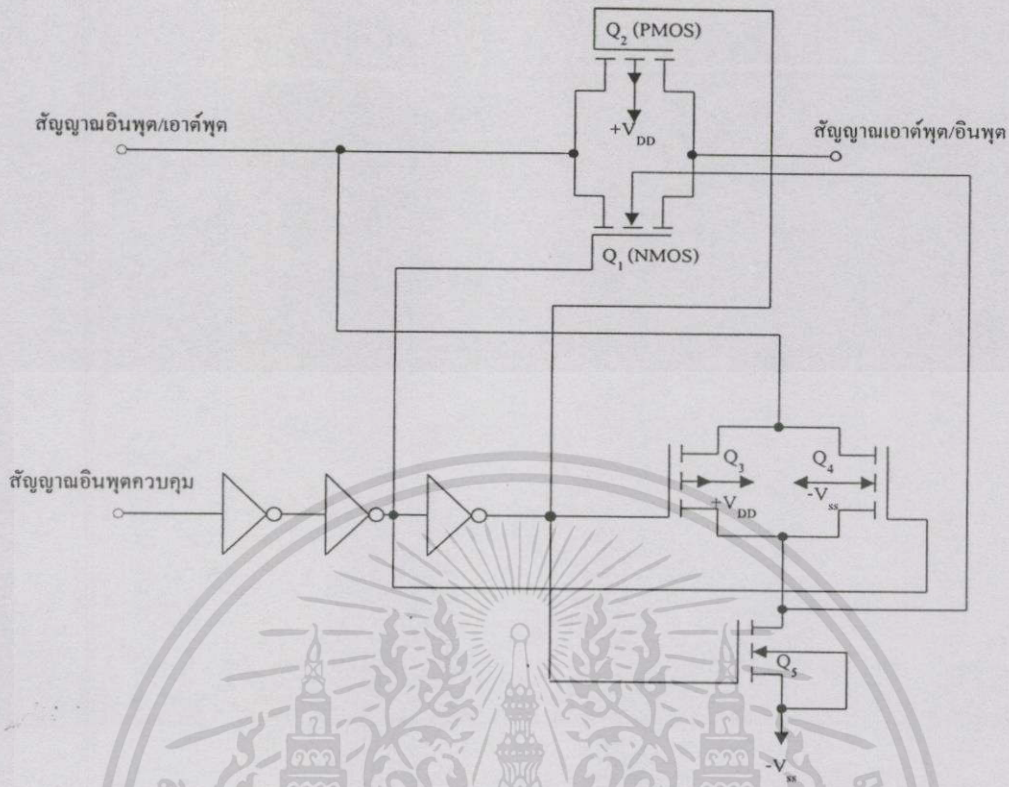 Q2 (PMOS)
สัญญาณอินพุต/เอาต์พุต
+VDD
สัญญาณเอาต์พุต/อินพุต
Q1 (NMOS)
สัญญาณอินพุตควบคุม
Q3
Q4
+VDD
-Vss
Q5
-Vss